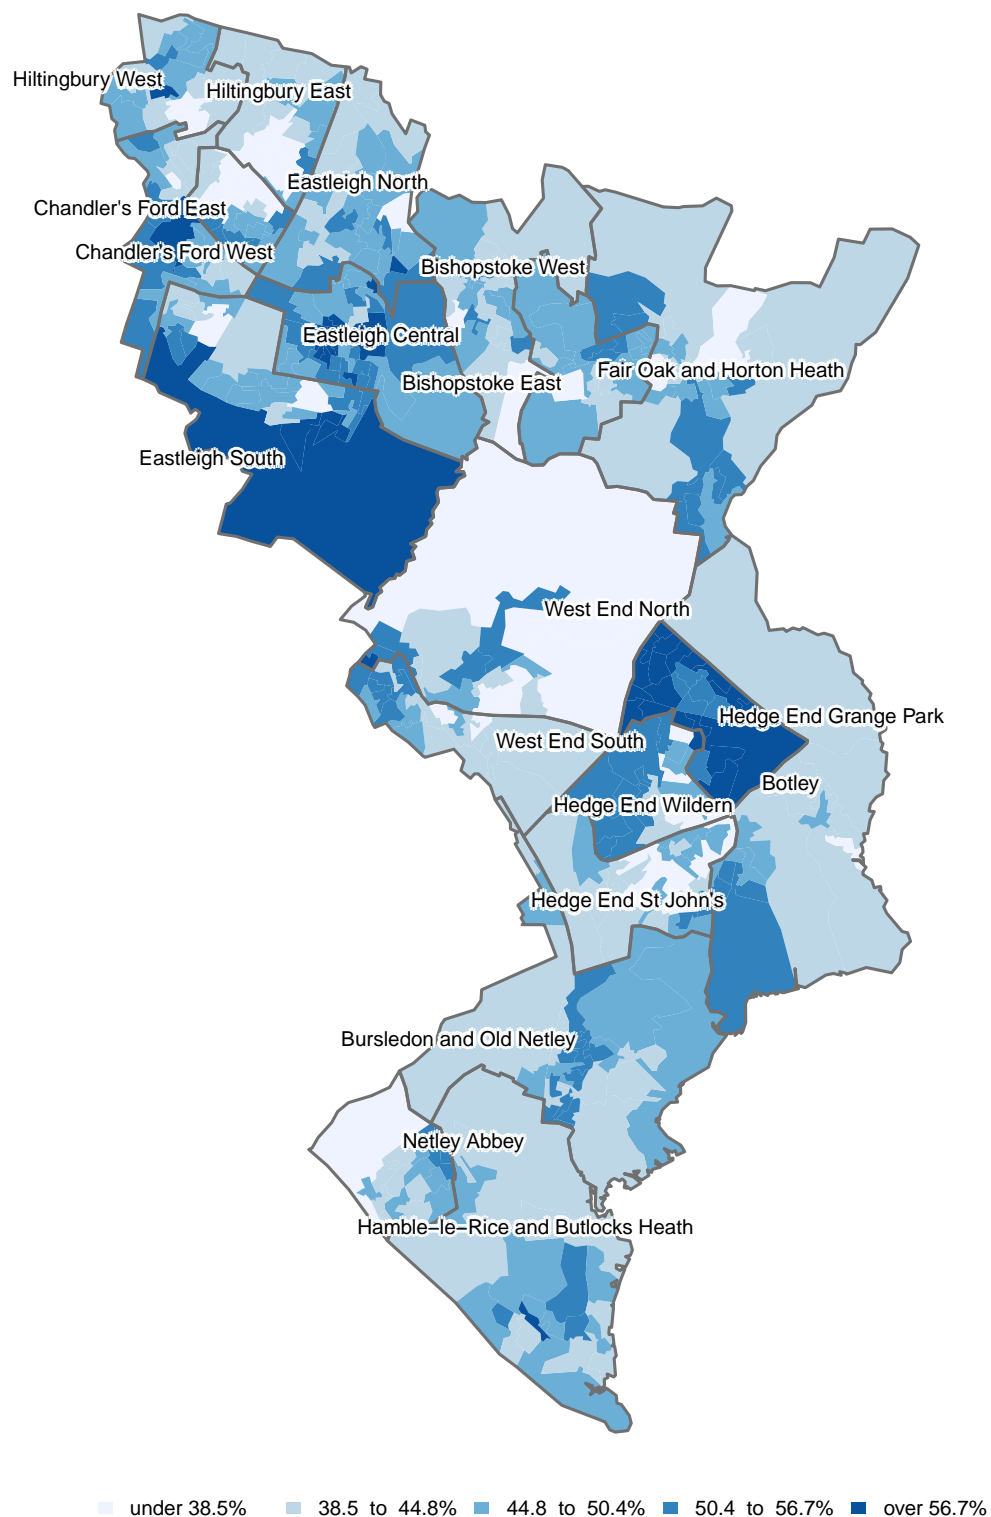 Hiltingbury West
Hiltingbury East
Eastleigh North
Chandler's Ford East
Chandler's Ford West
Bishopstoke West
Eastleigh Central
Fair Oak and Horton Heath
Bishopstoke East
Eastleigh South
West End North
Hedge End Grange Park
West End South
Botley
Hedge End Wildern
Hedge End St John's
Bursledon and Old Netley
Netley Abbey
Hamble−le−Rice and Butlocks Heath
under 38.5% 38.5 to 44.8% 44.8 to 50.4% 50.4 to 56.7% over 56.7%